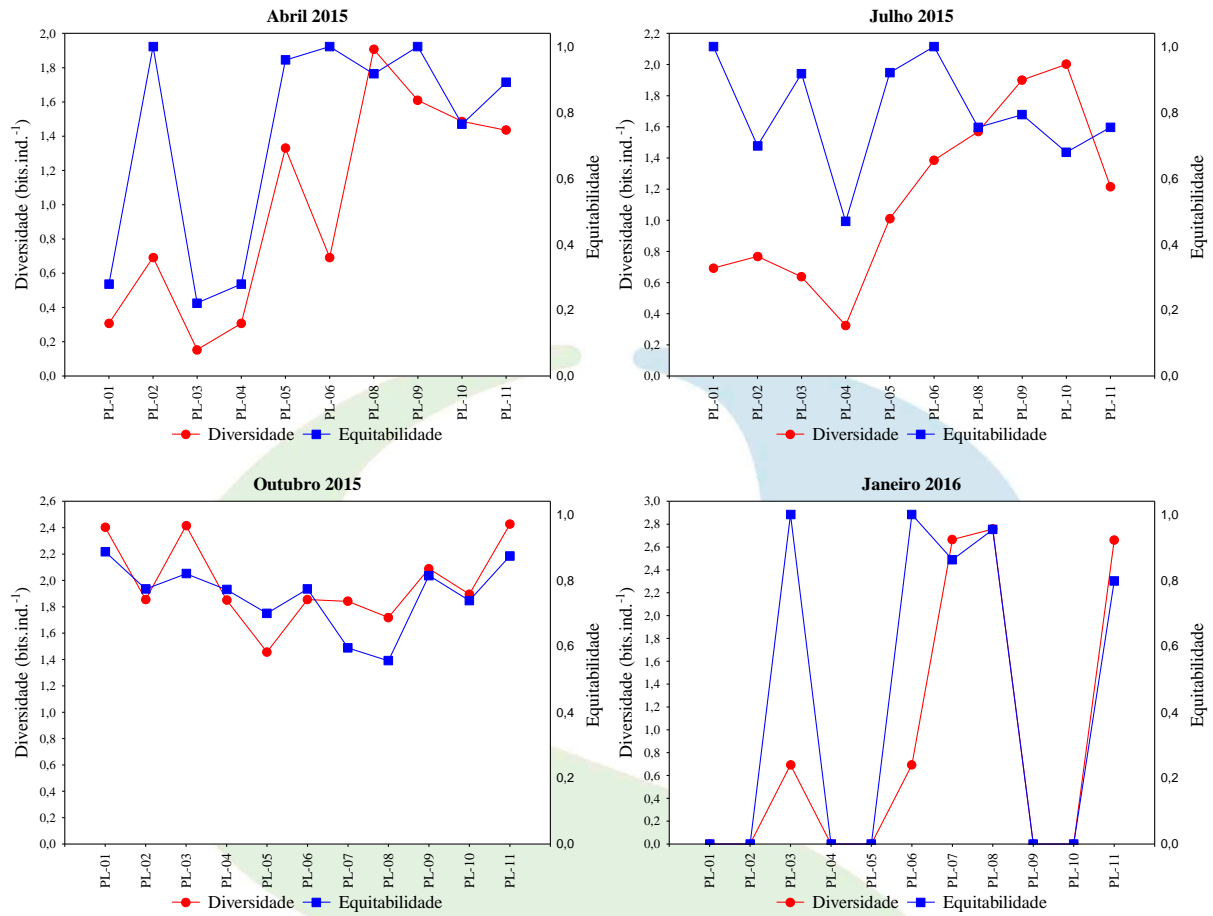 Abril 2015
2,0
1,8
1,6
1,4
1,2
1,0
0,8
0,6
0,4
0,2
0,0
Diversidade (bits.ind.⁻¹)
1,0
0,8
0,6
0,4
0,2
0,0
Equitabilidade
PL-01
PL-02
PL-03
PL-04
PL-05
PL-06
PL-08
PL-09
PL-10
PL-11
Diversidade Equitabilidade
Julho 2015
2,2
2,0
1,8
1,6
1,4
1,2
1,0
0,8
0,6
0,4
0,2
0,0
Diversidade (bits.ind.⁻¹)
1,0
0,8
0,6
0,4
0,2
0,0
Equitabilidade
PL-01
PL-02
PL-03
PL-04
PL-05
PL-06
PL-08
PL-09
PL-10
PL-11
Diversidade Equitabilidade
Outubro 2015
2,6
2,4
2,2
2,0
1,8
1,6
1,4
1,2
1,0
0,8
0,6
0,4
0,2
0,0
Diversidade (bits.ind.⁻¹)
1,0
0,8
0,6
0,4
0,2
0,0
Equitabilidade
PL-01
PL-02
PL-03
PL-04
PL-05
PL-06
PL-07
PL-08
PL-09
PL-10
PL-11
Diversidade Equitabilidade
Janeiro 2016
3,0
2,8
2,6
2,4
2,2
2,0
1,8
1,6
1,4
1,2
1,0
0,8
0,6
0,4
0,2
0,0
Diversidade (bits.ind.⁻¹)
1,0
0,8
0,6
0,4
0,2
0,0
Equitabilidade
PL-01
PL-02
PL-03
PL-04
PL-05
PL-06
PL-07
PL-08
PL-09
PL-10
PL-11
Diversidade Equitabilidade